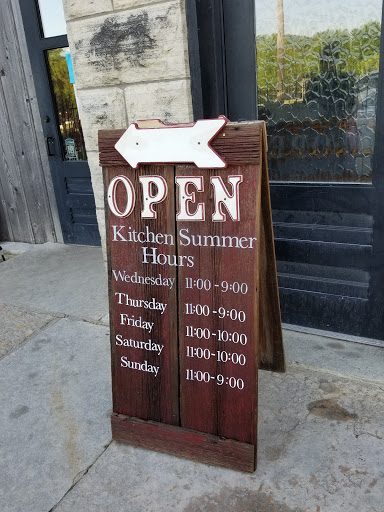 OPEN
Kitchen Summer
Hours
Wednesday 11:00-9:00
Thursday 11:00-9:00
Friday 11:00-10:00
Saturday 11:00-10:00
Sunday 11:00-9:00